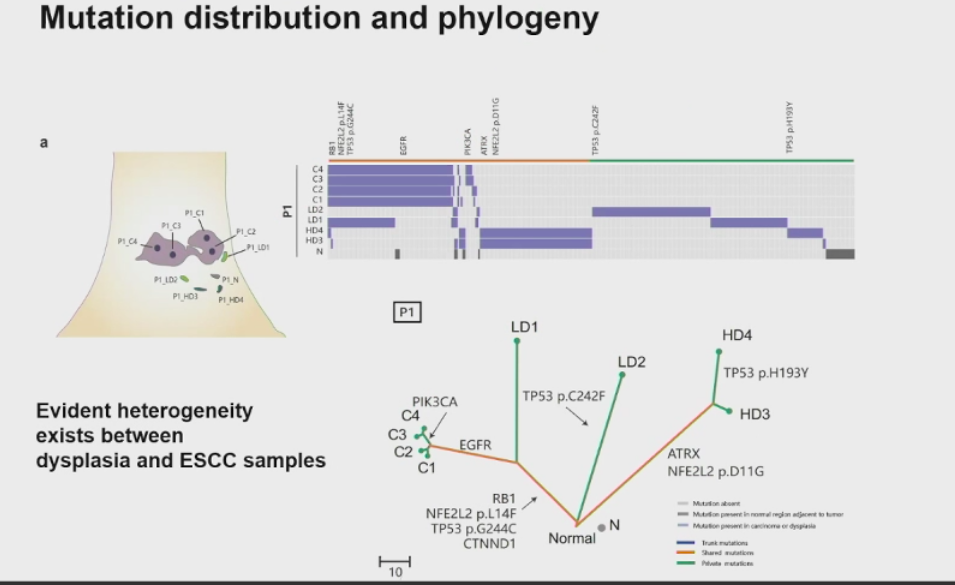 Mutation distribution and phylogeny
a
RB1
NFE2L2 p.L14F
TP53 p.G244C
EGFR
PIK3CA
ATRX
NFE2L2 p.D11G
TP53 p.C242F
TP53 p.H193Y
P1
C4
C3
C2
C1
LD2
LD1
HD4
HD3
N
P1_C1
P1_C3
P1_C2
P1_C4
P1_LD1
P1_LD2
P1_N
P1_HD3
P1_HD4
P1
LD1
HD4
LD2
TP53 p.H193Y
PIK3CA
TP53 p.C242F
C4
HD3
C3
EGFR
C2
C1
ATRX
NFE2L2 p.D11G
RB1
NFE2L2 p.L14F
TP53 p.G244C
CTNND1
N
Normal
10
Evident heterogeneity
exists between
dysplasia and ESCC samples
Mutation absent
Mutation present in normal region adjacent to tumor
Mutation present in carcinoma or dysplasia
Trunk mutations
Shared mutations
Private mutations